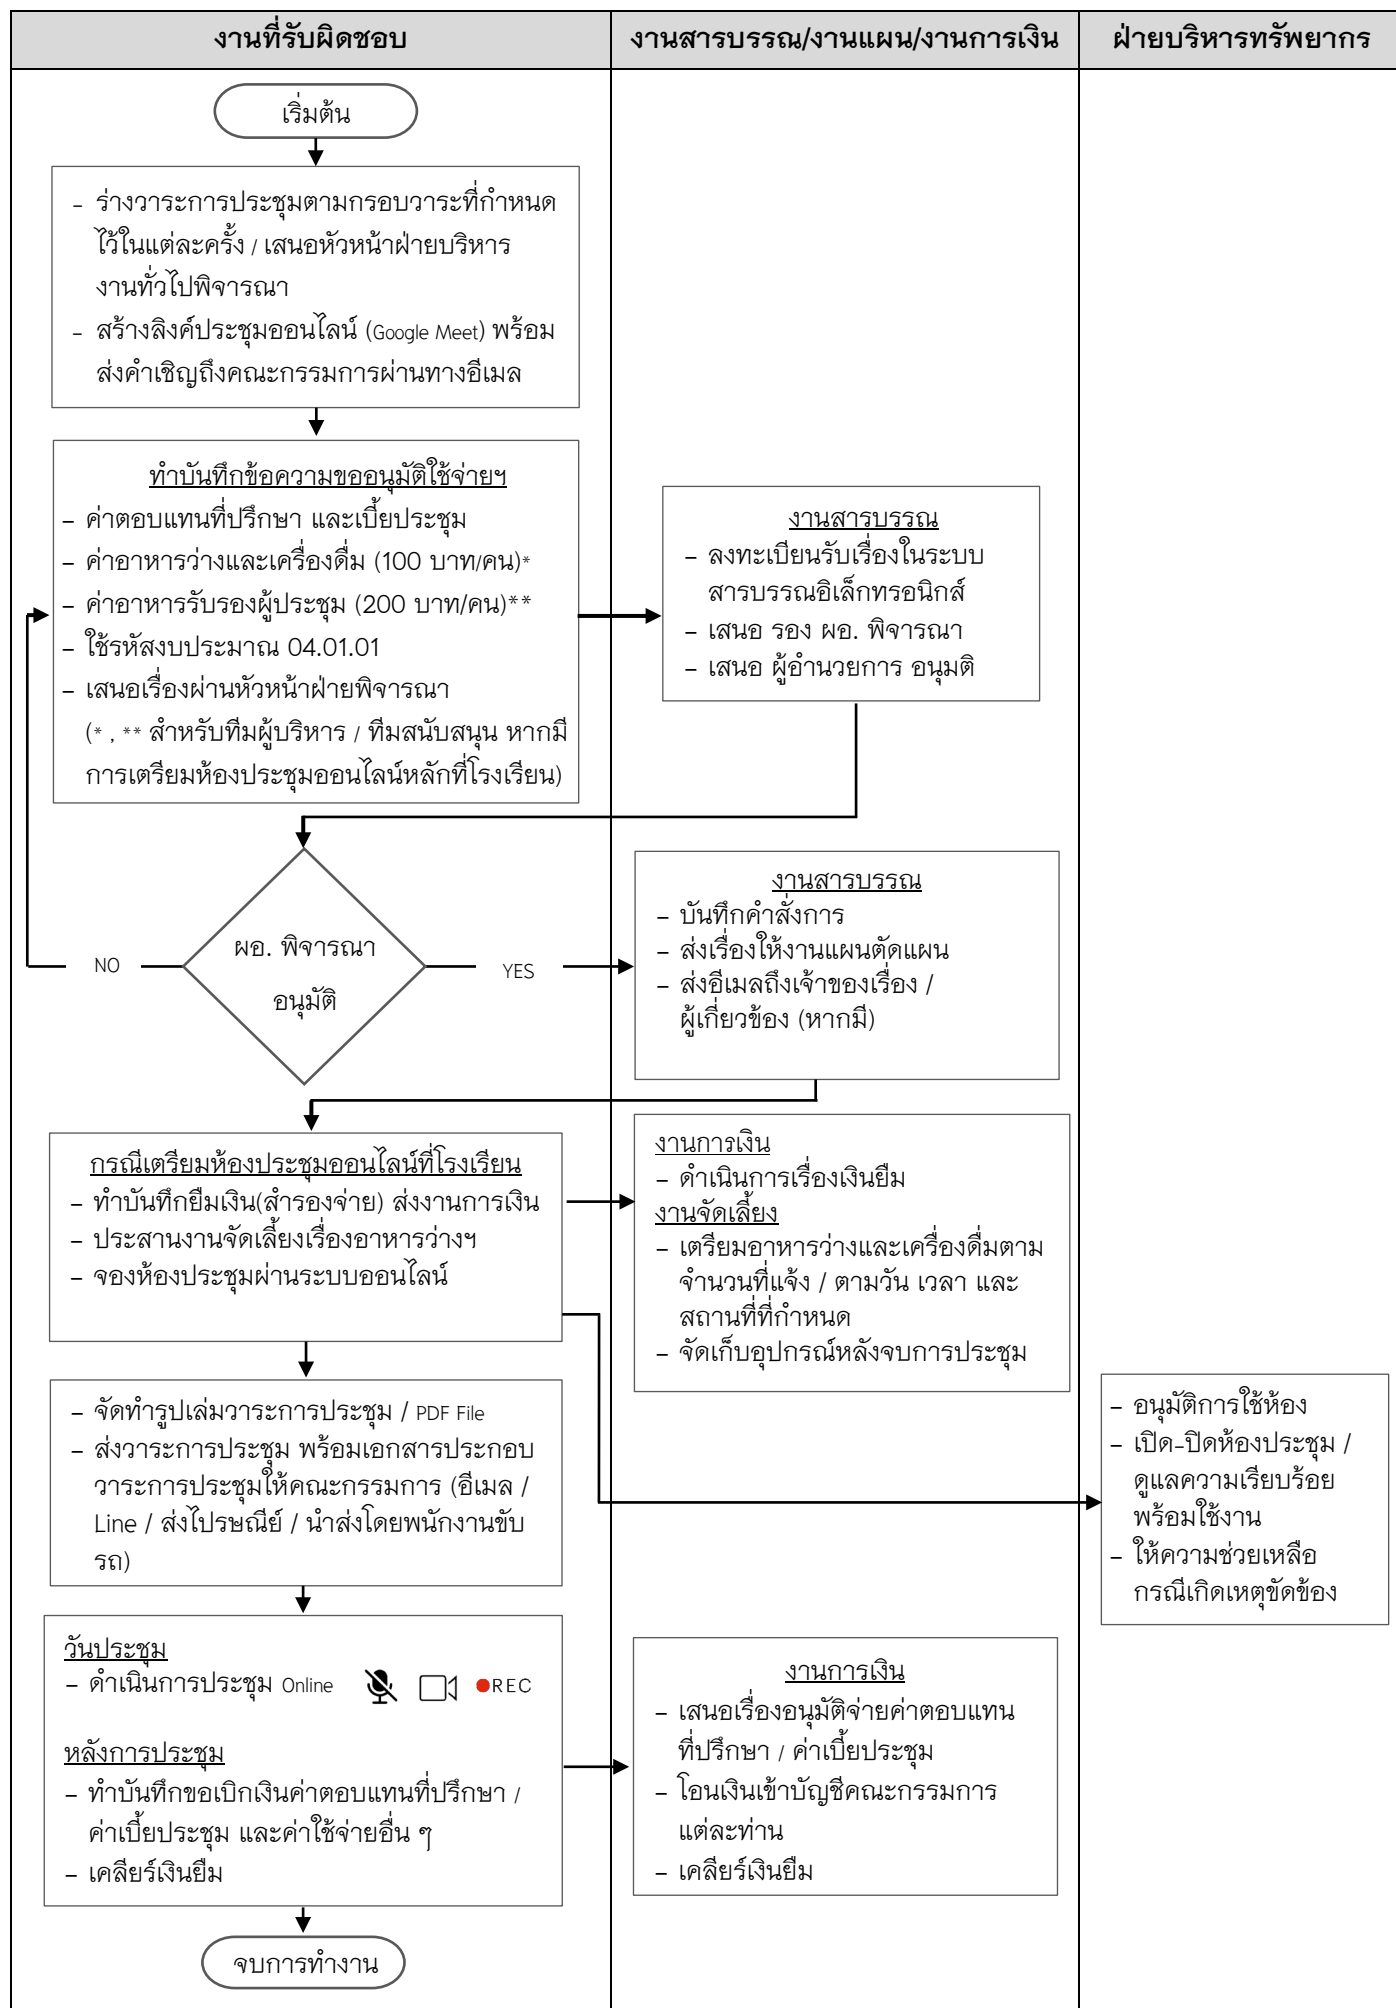 งานที่รับผิดชอบ
งานสารบรรณ/งานแผน/งานการเงิน
ฝ่ายบริหารทรัพยากร
เริ่มต้น
- ร่างวาระการประชุมตามกรอบวาระที่กำหนด
ไว้ในแต่ละครั้ง / เสนอหัวหน้าฝ่ายบริหาร
งานทั่วไปพิจารณา
- สร้างลิงค์ประชุมออนไลน์ (Google Meet) พร้อม
ส่งคำเชิญถึงคณะกรรมการผ่านทางอีเมล
ทำบันทึกข้อความขออนุมัติใช้จ่ายฯ
- ค่าตอบแทนที่ปรึกษา และเบี้ยประชุม
- ค่าอาหารว่างและเครื่องดื่ม (100 บาท/คน)*
- ค่าอาหารรับรองผู้ประชุม (200 บาท/คน)**
- ใช้รหัสงบประมาณ 04.01.01
- เสนอเรื่องผ่านหัวหน้าฝ่ายพิจารณา
(* , ** สำหรับทีมผู้บริหาร / ทีมสนับสนุน หากมี
การเตรียมห้องประชุมออนไลน์หลักที่โรงเรียน)
งานสารบรรณ
- ลงทะเบียนรับเรื่องในระบบ
สารบรรณอิเล็กทรอนิกส์
- เสนอ รอง ผอ. พิจารณา
- เสนอ ผู้อำนวยการ อนุมติ
ผอ. พิจารณา
อนุมัติ
NO
YES
งานสารบรรณ
- บันทึกคำสั่งการ
- ส่งเรื่องให้งานแผนตัดแผน
- ส่งอีเมลถึงเจ้าของเรื่อง /
ผู้เกี่ยวข้อง (หากมี)
กรณีเตรียมห้องประชุมออนไลน์ที่โรงเรียน
- ทำบันทึกยืมเงิน(สำรองจ่าย) ส่งงานการเงิน
- ประสานงานจัดเลี้ยงเรื่องอาหารว่างฯ
- จองห้องประชุมผ่านระบบออนไลน์
งานการเงิน
- ดำเนินการเรื่องเงินยืม
งานจัดเลี้ยง
- เตรียมอาหารว่างและเครื่องดื่มตาม
จำนวนที่แจ้ง / ตามวัน เวลา และ
สถานที่ที่กำหนด
- จัดเก็บอุปกรณ์หลังจบการประชุม
- จัดทำรูปเล่มวาระการประชุม / PDF File
- ส่งวาระการประชุม พร้อมเอกสารประกอบ
วาระการประชุมให้คณะกรรมการ (อีเมล /
Line / ส่งไปรษณีย์ / นำส่งโดยพนักงานขับ
รถ)
- อนุมัติการใช้ห้อง
- เปิด-ปิดห้องประชุม /
ดูแลความเรียบร้อย
พร้อมใช้งาน
- ให้ความช่วยเหลือ
กรณีเกิดเหตุขัดข้อง
วันประชุม
- ดำเนินการประชุม Online
REC
หลังการประชุม
- ทำบันทึกขอเบิกเงินค่าตอบแทนที่ปรึกษา /
ค่าเบี้ยประชุม และค่าใช้จ่ายอื่น ๆ
- เคลียร์เงินยืม
งานการเงิน
- เสนอเรื่องอนุมัติจ่ายค่าตอบแทน
ที่ปรึกษา / ค่าเบี้ยประชุม
- โอนเงินเข้าบัญชีคณะกรรมการ
แต่ละท่าน
- เคลียร์เงินยืม
จบการทำงาน